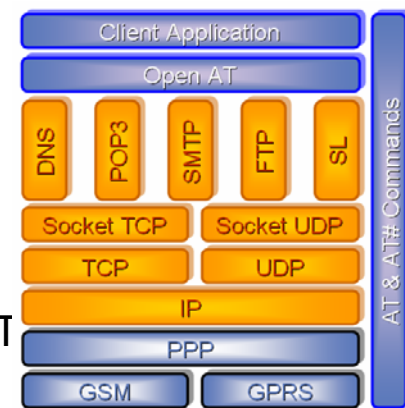 Client Application
Open AT
DNS POP3 SMTP FTP SL
Socket TCP Socket UDP
TCP UDP
IP
T
PPP
GSM GPRS
AT & AT# Commands